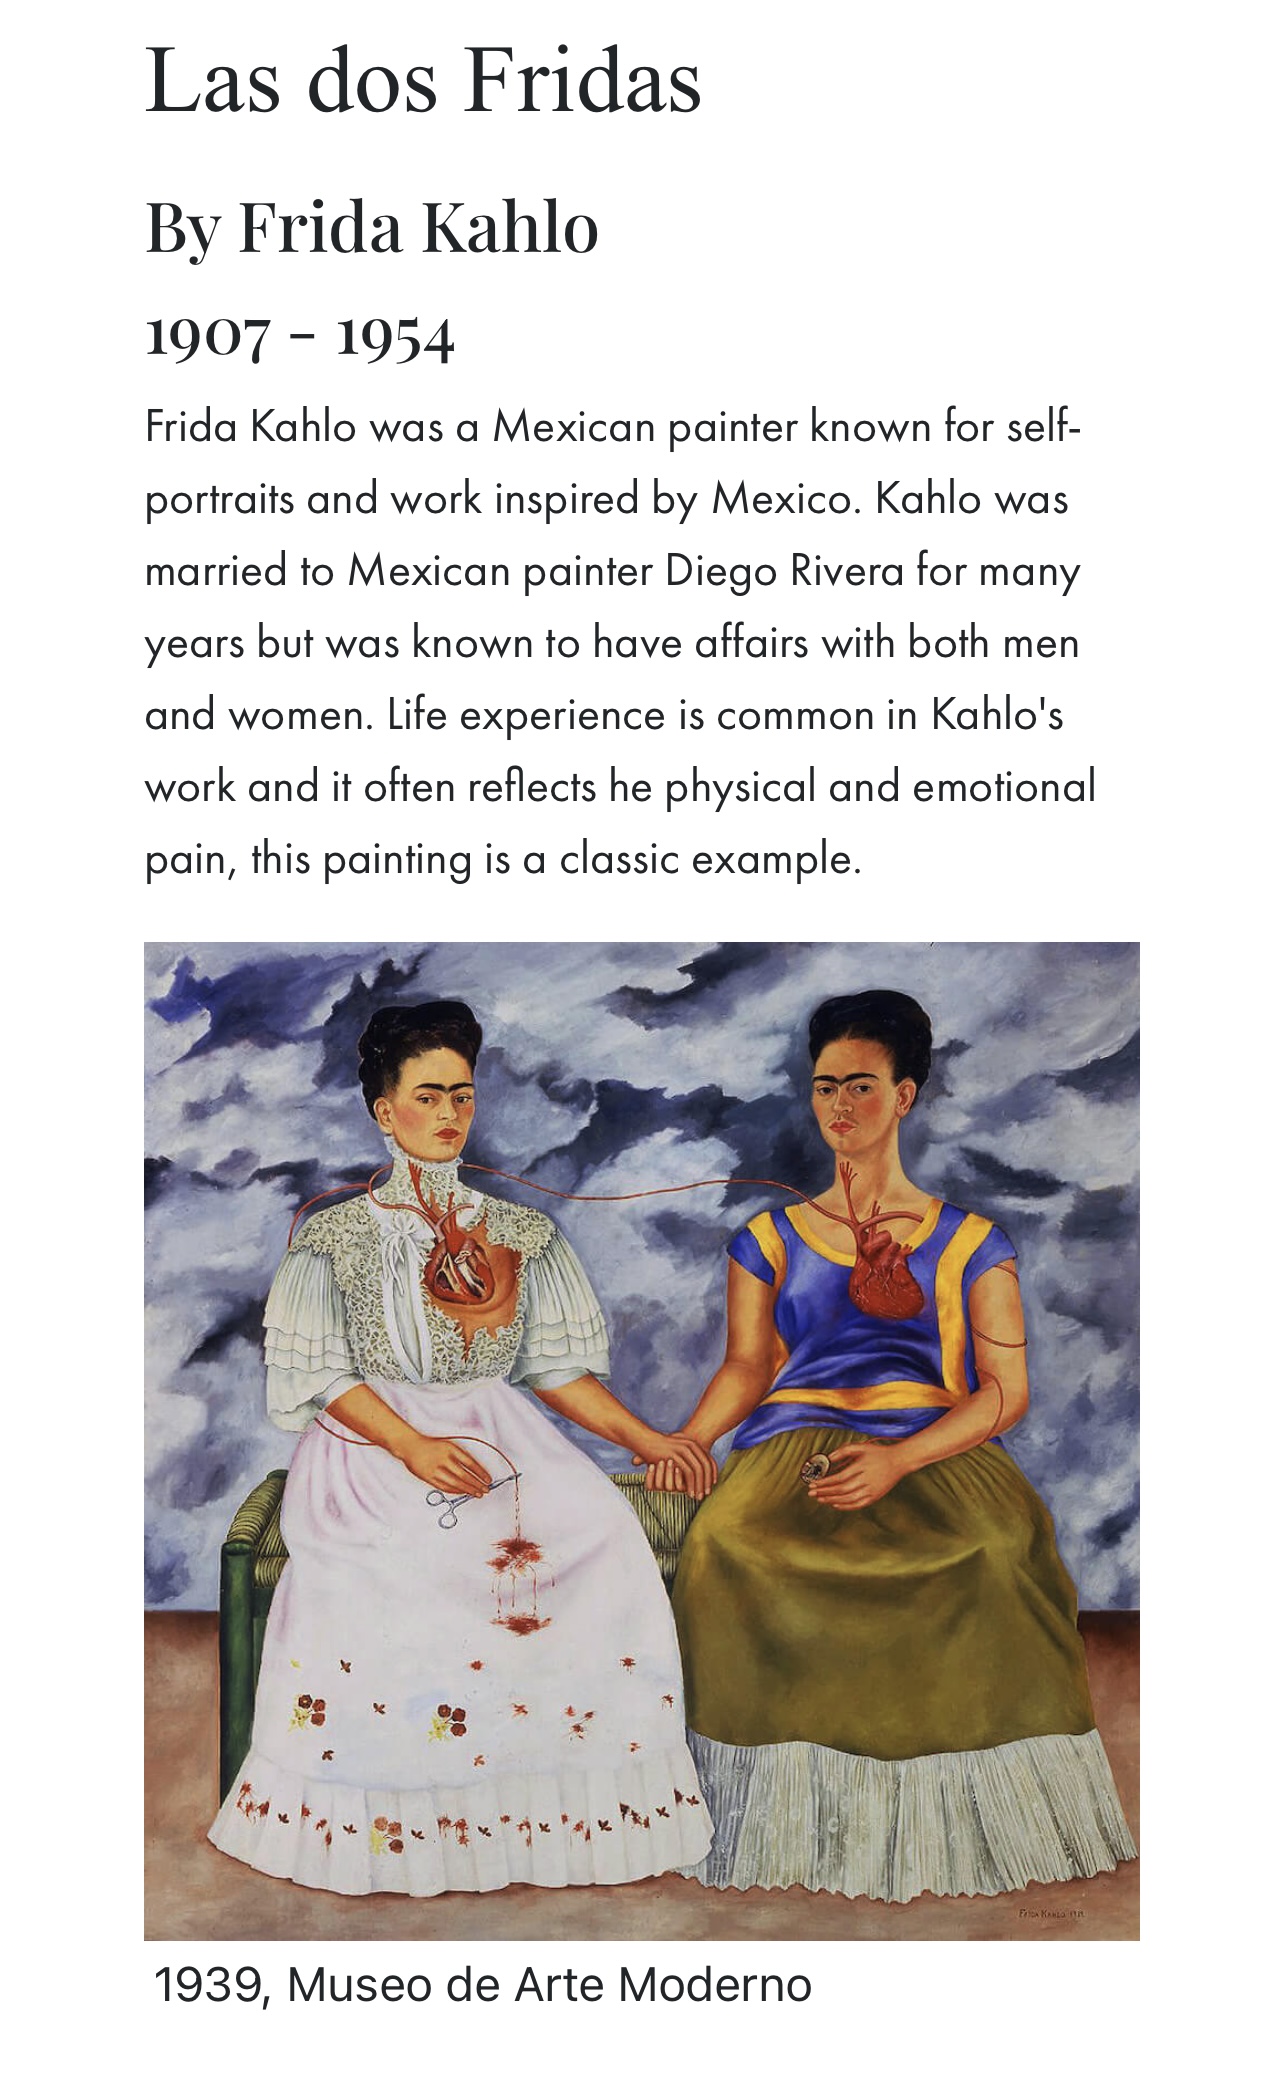 Las dos Fridas
By Frida Kahlo
1907 - 1954
Frida Kahlo was a Mexican painter known for self-
portraits and work inspired by Mexico. Kahlo was
married to Mexican painter Diego Rivera for many
years but was known to have affairs with both men
and women. Life experience is common in Kahlo's
work and it often reflects he physical and emotional
pain, this painting is a classic example.
Frida Kahlo
1939, Museo de Arte Moderno